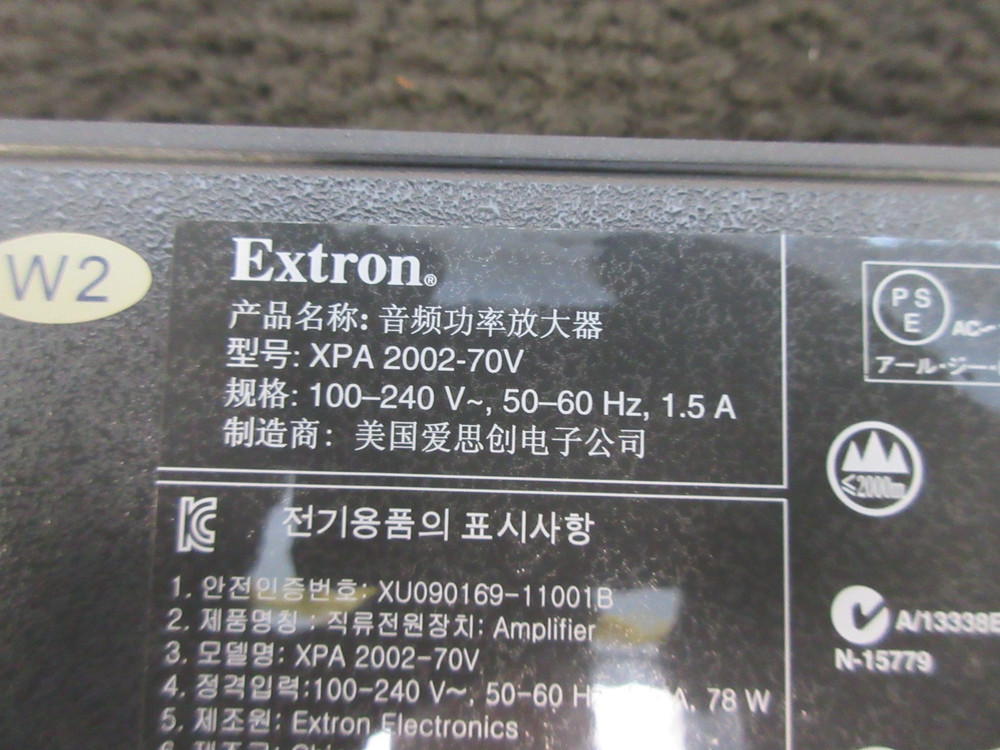 W2
Extron®
产品名称: 音频功率放大器
型号: XPA 2002-70V
规格: 100–240 V~, 50–60 Hz, 1.5 A
制造商: 美国爱思创电子公司
전기용품의 표시사항
1. 안전인증번호: XU090169-11001B
2. 제품명칭 : 직류전원장치: Amplifier
3. 모델명: XPA 2002-70V
4. 정격입력:100-240 V~, 50-60 H A, 78 W
5. 제조원: Extron Electronics
PS
E
AC
アール・ジー・
≤2000m
A/13338E
N-15779